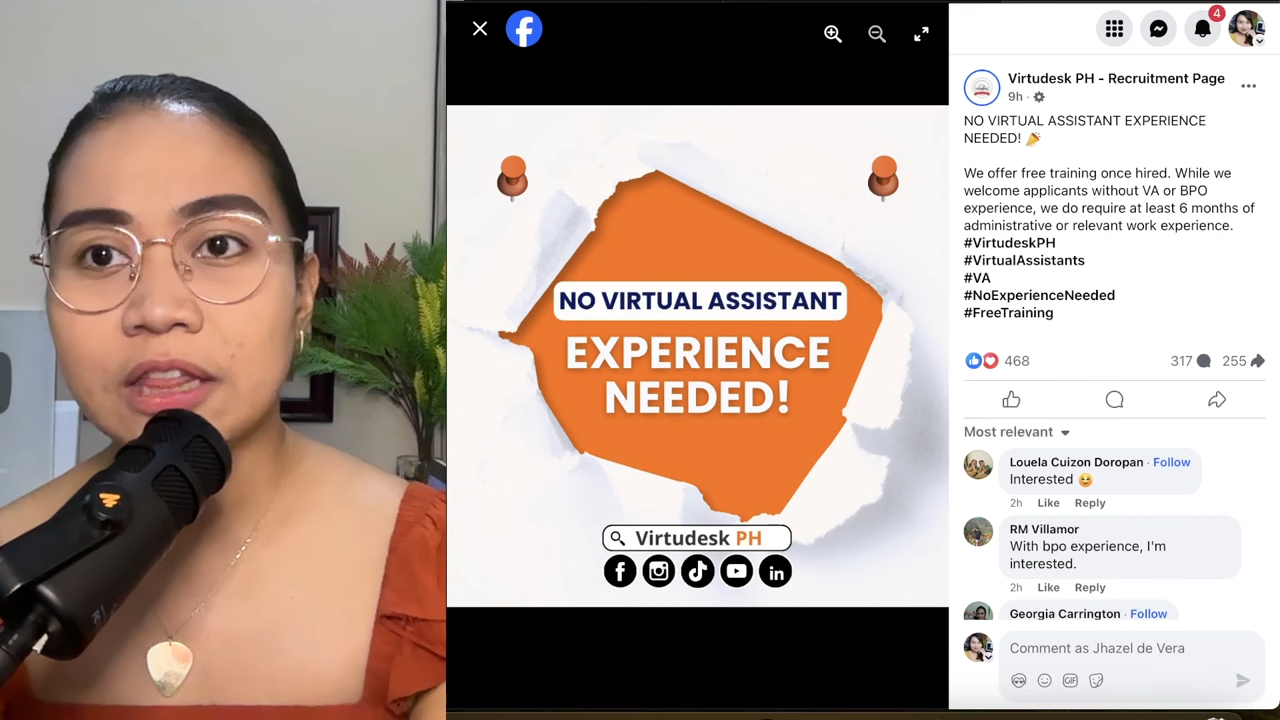 NO VIRTUAL ASSISTANT
EXPERIENCE
NEEDED!
Virtudesk PH
4
Virtudesk PH - Recruitment Page
9h
NO VIRTUAL ASSISTANT EXPERIENCE
NEEDED! 🎉
We offer free training once hired. While we
welcome applicants without VA or BPO
experience, we do require at least 6 months of
administrative or relevant work experience.
#VirtudeskPH
#VirtualAssistants
#VA
#NoExperienceNeeded
#FreeTraining
468
317
255
Most relevant
Louela Cuizon Doropan · Follow
Interested 😊
2h Like Reply
RM Villamor
With bpo experience, I'm
interested.
2h Like Reply
Georgia Carrington · Follow
Comment as Jhazel de Vera
GIF